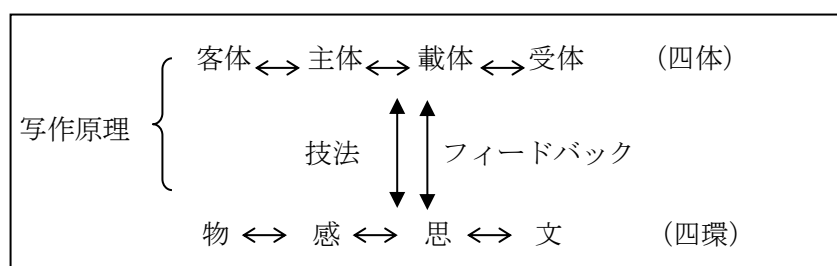 客体 主体 載体 受体 (四体)
写作原理
技法 フィードバック
物 感 思 文 (四環)